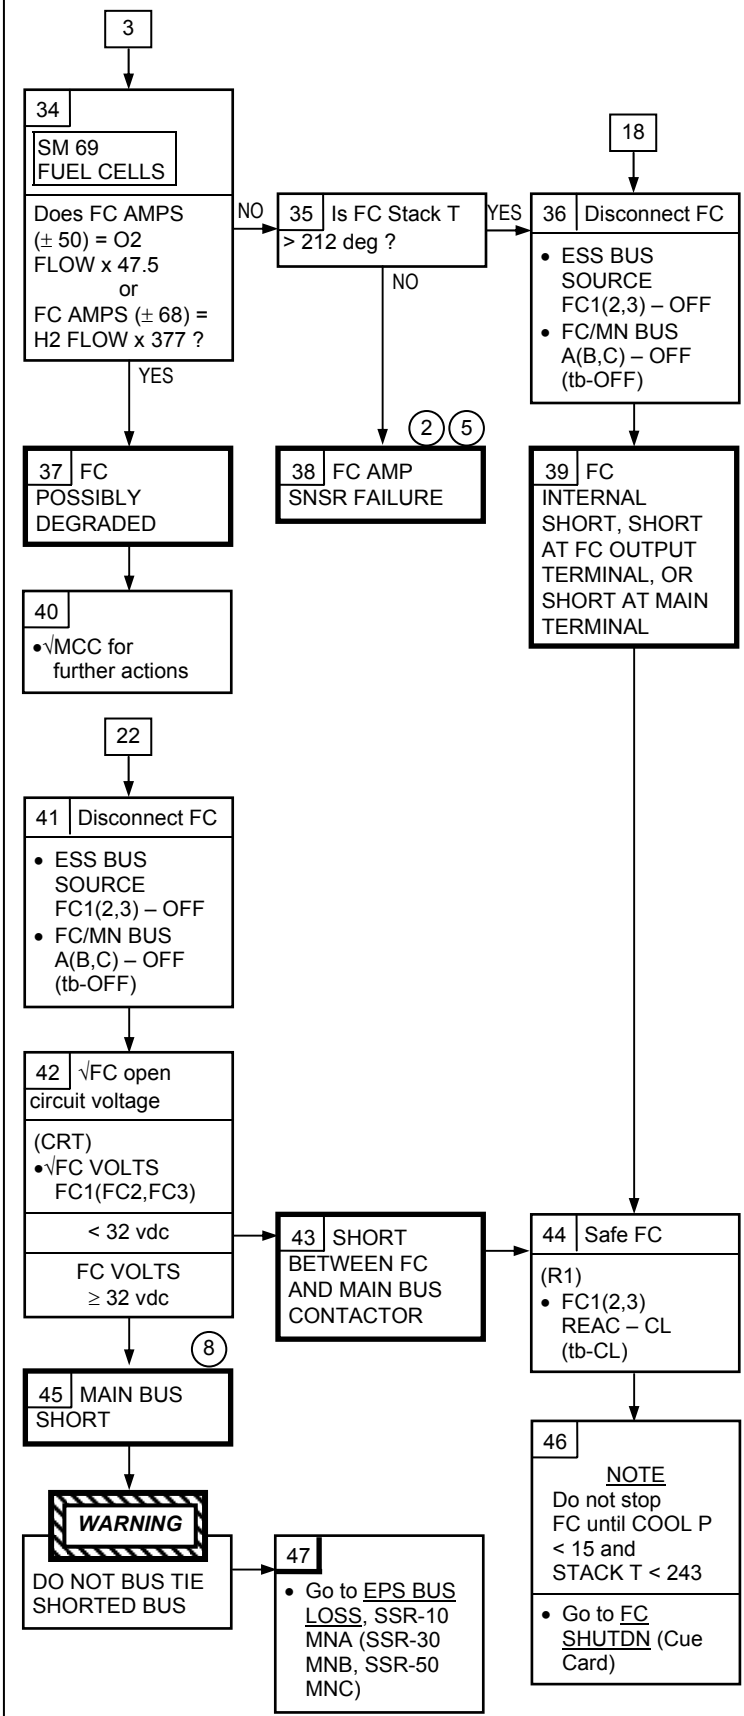 3
34
SM 69
FUEL CELLS
Does FC AMPS
(± 50) = O2
FLOW x 47.5
or
FC AMPS (± 68) =
H2 FLOW x 377 ?
NO
YES
35 Is FC Stack T
> 212 deg ?
YES
NO
18
36 Disconnect FC
• ESS BUS
SOURCE
FC1(2,3) – OFF
• FC/MN BUS
A(B,C) – OFF
(tb-OFF)
37 FC
POSSIBLY
DEGRADED
2 5
38 FC AMP
SNSR FAILURE
39 FC
INTERNAL
SHORT, SHORT
AT FC OUTPUT
TERMINAL, OR
SHORT AT MAIN
TERMINAL
40
•√MCC for
further actions
22
41 Disconnect FC
• ESS BUS
SOURCE
FC1(2,3) – OFF
• FC/MN BUS
A(B,C) – OFF
(tb-OFF)
42 √FC open
circuit voltage
(CRT)
•√FC VOLTS
FC1(FC2,FC3)
< 32 vdc
FC VOLTS
≥ 32 vdc
43 SHORT
BETWEEN FC
AND MAIN BUS
CONTACTOR
44 Safe FC
(R1)
• FC1(2,3)
REAC – CL
(tb-CL)
8
45 MAIN BUS
SHORT
WARNING
DO NOT BUS TIE
SHORTED BUS
47
• Go to EPS BUS
LOSS, SSR-10
MNA (SSR-30
MNB, SSR-50
MNC)
46
NOTE
Do not stop
FC until COOL P
< 15 and
STACK T < 243
• Go to FC
SHUTDN (Cue
Card)